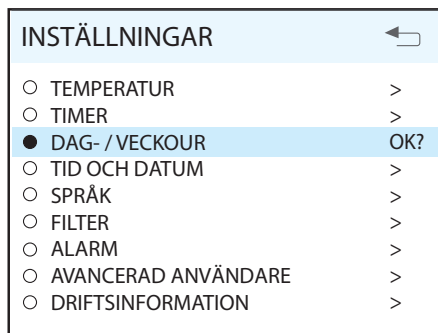 INSTÄLLNINGAR
TEMPERATUR >
TIMER >
DAG- / VECKOUR OK?
TID OCH DATUM >
SPRÅK >
FILTER >
ALARM >
AVANCERAD ANVÄNDARE >
DRIFTSINFORMATION >